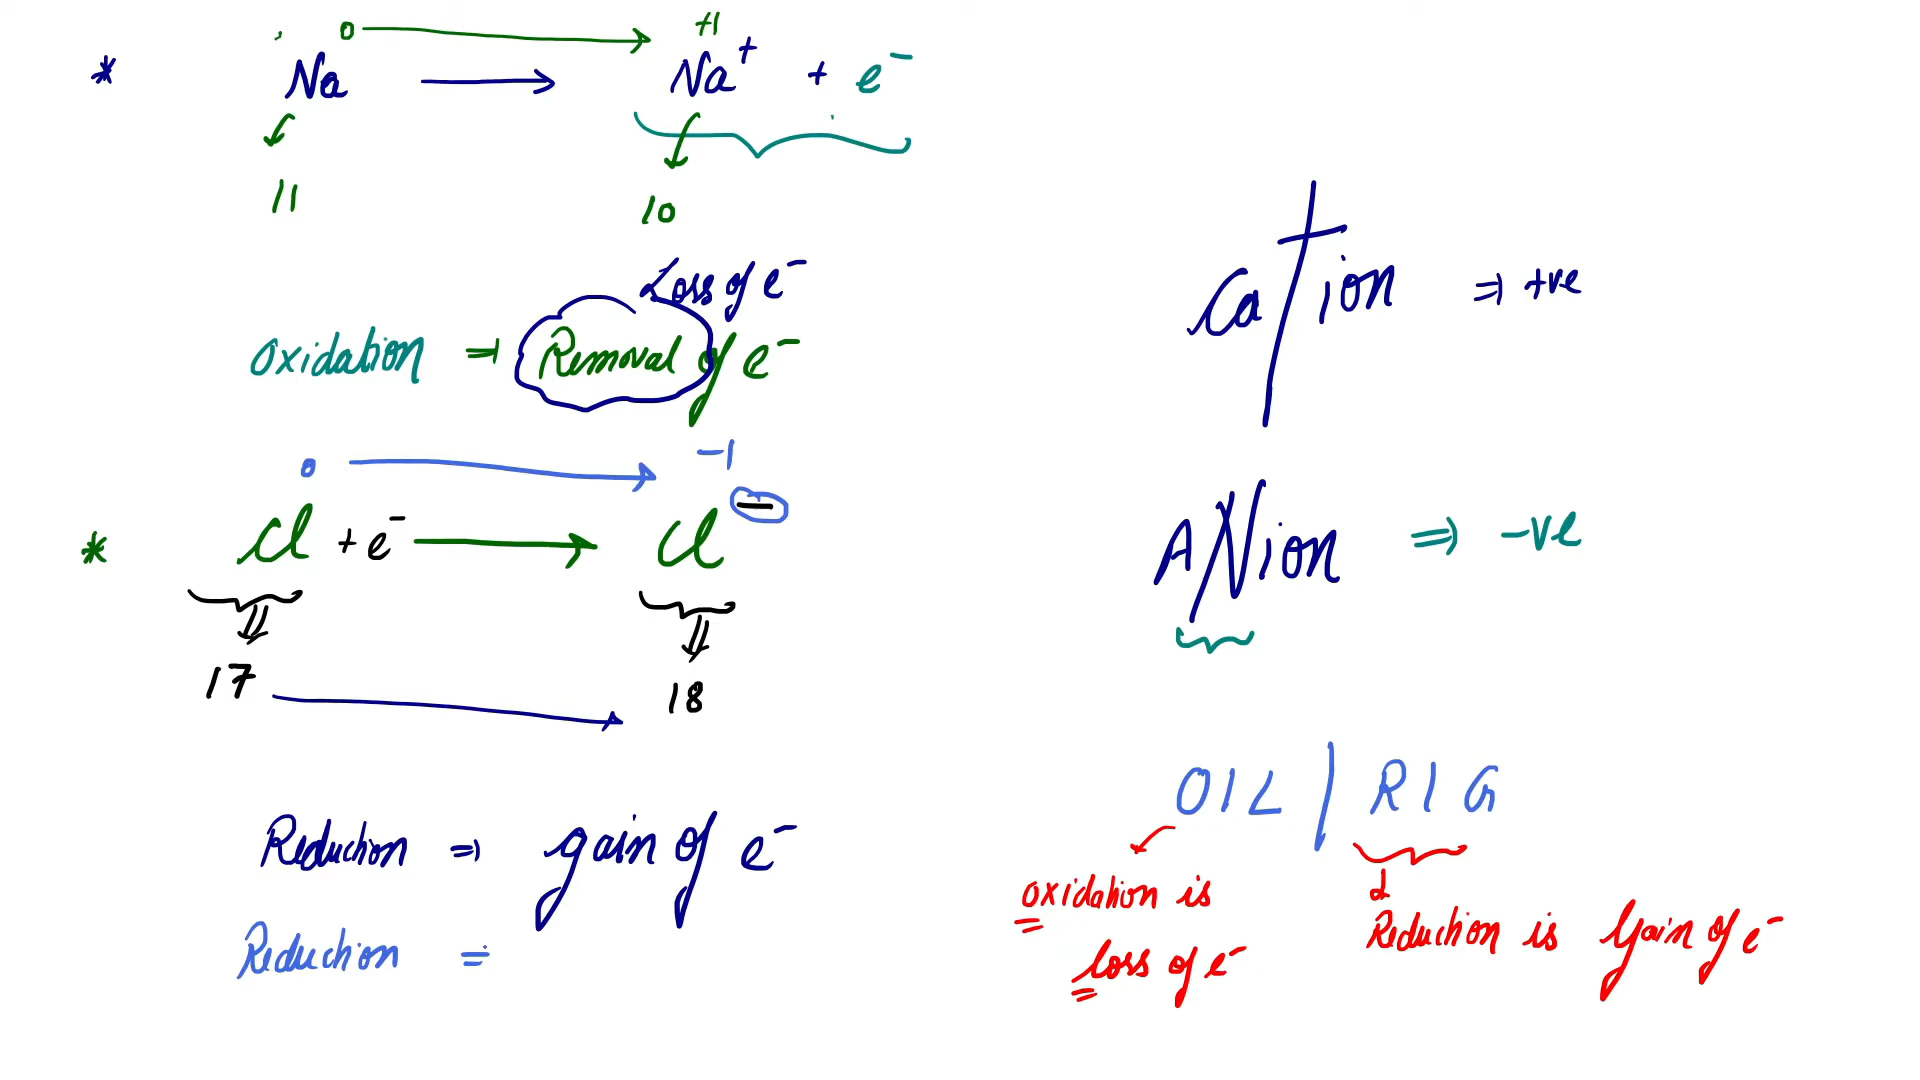 0 → +1
* Na → Na⁺ + e⁻
11 10
Loss of e⁻
Oxidation ⇒ Removal of e⁻
0 → -1
* Cl + e⁻ → Cl⁻
17 → 18
Reduction ⇒ gain of e⁻
Reduction =
Cation ⇒ +ve
ANion ⇒ -ve
OIL / RIG
oxidation is
loss of e⁻
Reduction is Gain of e⁻